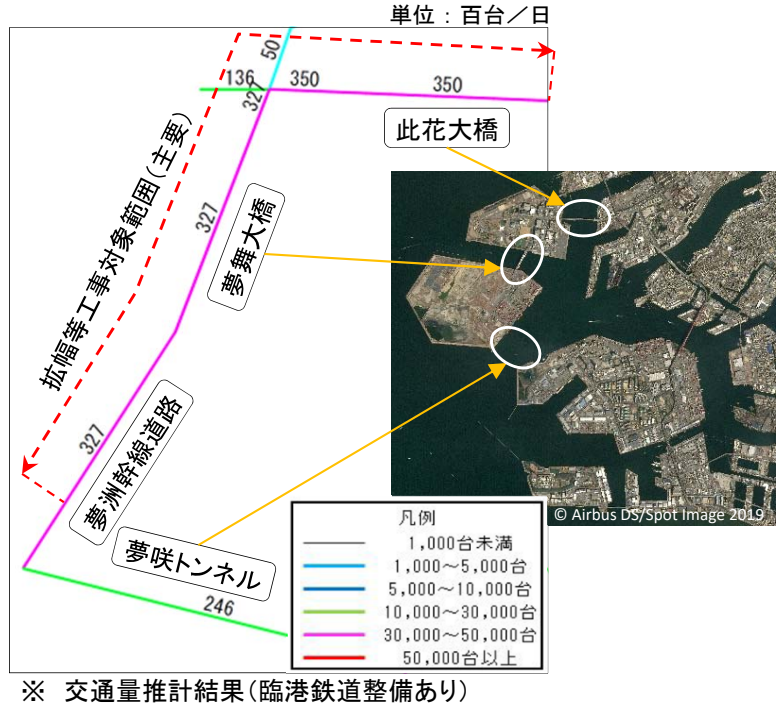 単位：百台／日
50
136
327
350
350
此花大橋
拡幅等工事対象範囲（主要）
327
夢舞大橋
327
夢洲幹線道路
夢咲トンネル
246
© Airbus DS/Spot Image 2019
凡例
1,000台未満
1,000～5,000台
5,000～10,000台
10,000～30,000台
30,000～50,000台
50,000台以上
※ 交通量推計結果（臨港鉄道整備あり）